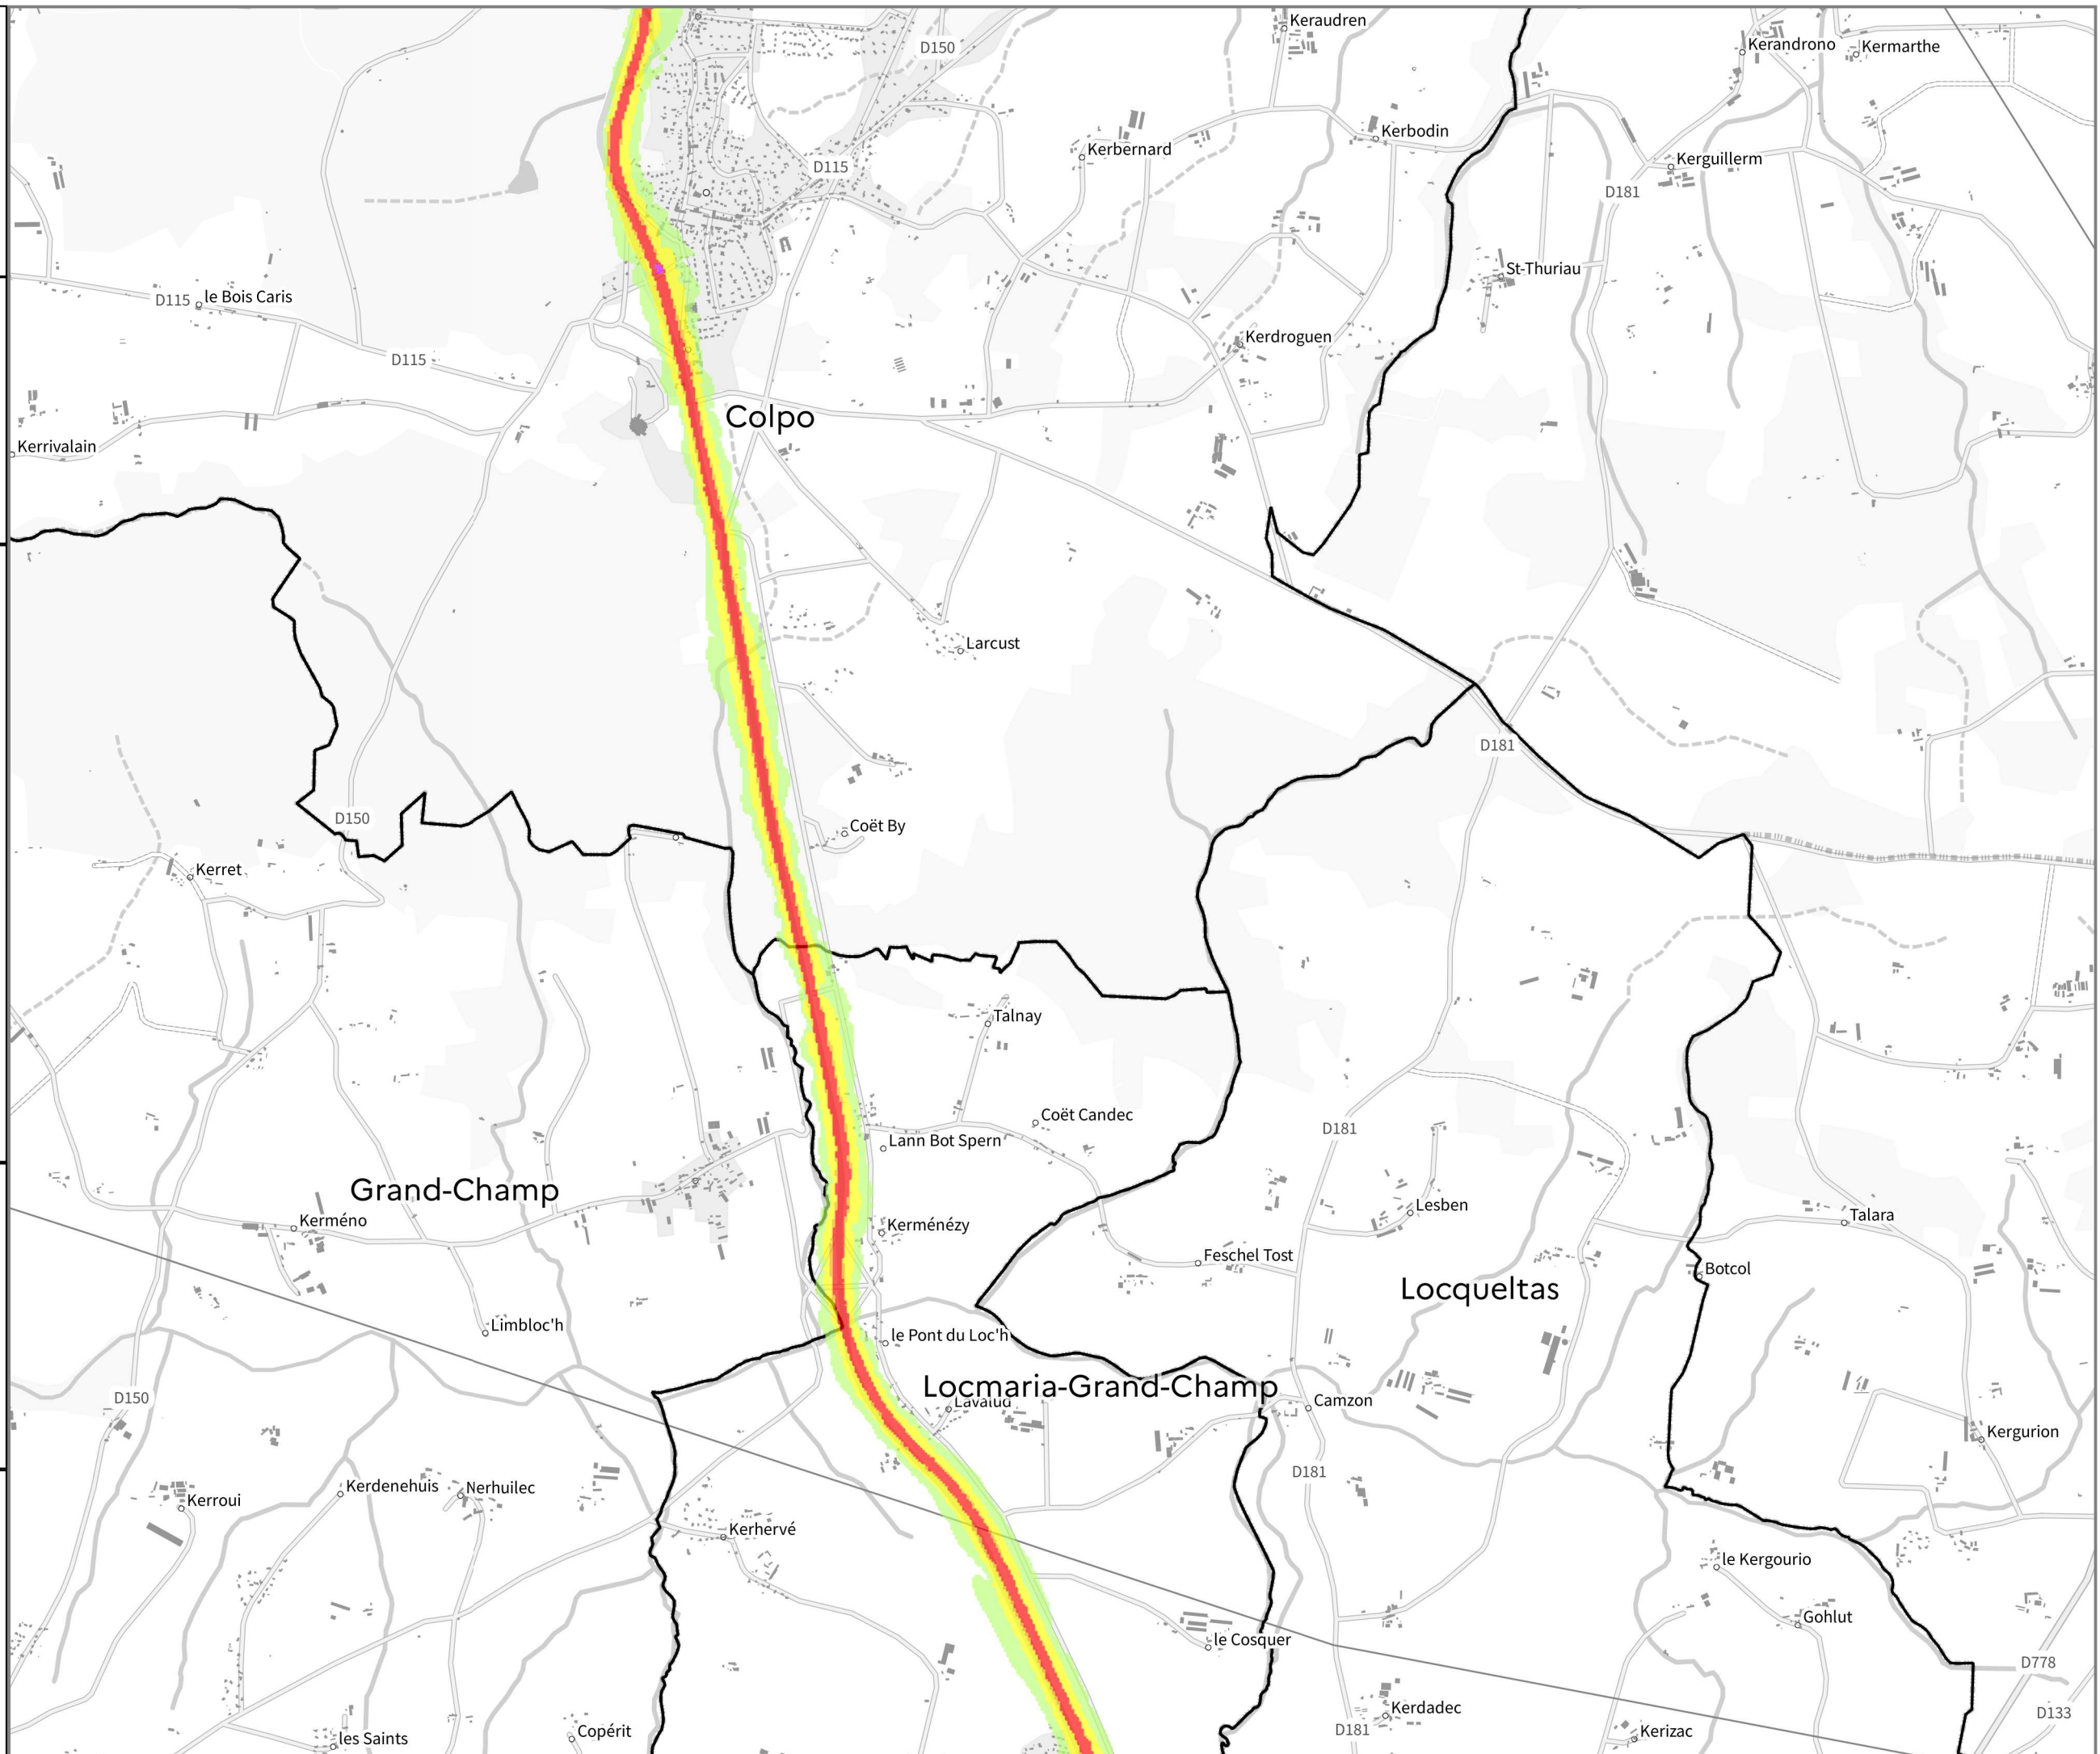 Keraudren
D150
Kerandrono
Kermarthe
Kerbodin
Kerbernard
Kerguillerm
D115
D181
St-Thuriau
D115
le Bois Caris
Kerdroguen
D115
Colpo
Kerrivalain
Larcust
D181
D150
Coët By
Kerret
Talnay
Coët Candec
D181
Lann Bot Spern
Grand-Champ
Lesben
Talara
Kerméno
Kerménézy
Feschel Tost
Botcol
Locqueltas
Limbloc'h
le Pont du Loc'h
Locmaria-Grand-Champ
D150
Lavalud
Camzon
Kergurion
D181
Kerdenehuis
Nerhuilec
Kerroui
Kerhervé
le Kergourio
Gohlut
le Cosquer
D778
Kerdadec
D133
Copérit
D181
Kerizac
les Saints